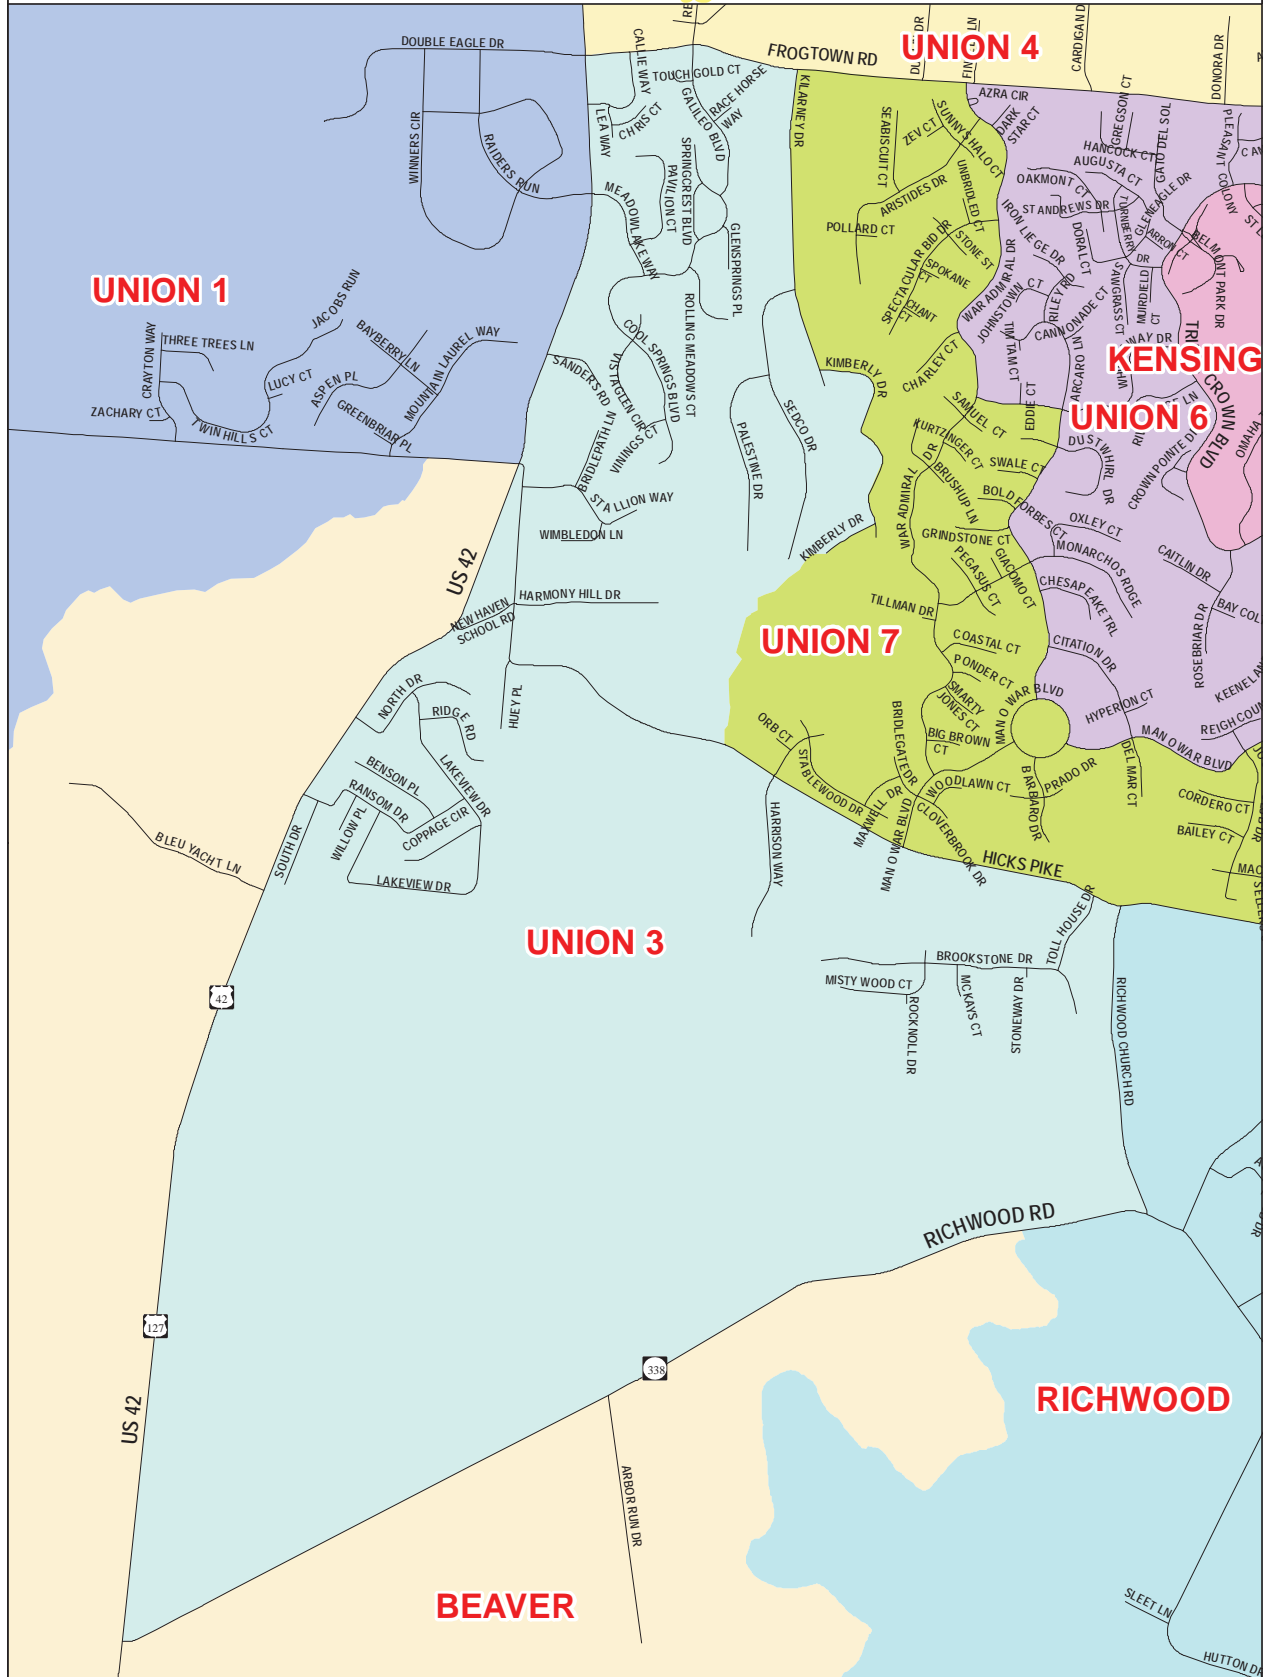 UNION 4
FROGTOWN RD
DOUBLE EAGLE DR
CALLIE WAY
TOUCH GOLD CT
RACE HORSE WAY
GALILEO BLVD
CHRIS CT
LEA WAY
WINNERS CIR
RAIDERS RUN
MEADOWLAKE WAY
PAVILION CT
SPRINGCREST BLVD
GLENSPRINGS PL
KILARNEY DR
SEABISCUIT CT
ZEV CT
SUNNYS HALO CT
AZRA CIR
DARK STAR CT
CARDIGAN D
DONORA DR
GREGSON CT
HANCOCK CT
GATO DEL SOL
PLEASANT COLONY
AUGUSTA CT
OAKMONT CT
ST ANDREWS DR
TURNBERRY DR
GLENEAGLE DR
ARISTIDES DR
UNBRIDLED CT
POLLARD CT
STONE ST
SPOKANE CT
SPECTACULAR BID DR
CHANT CT
IRON LIEGE DR
DORAL CT
WAR ADMIRAL DR
JOHNSTOWN CT
RILEY RD
CANNONADE CT
SAWGRASS CT
MUIRDIELD CT
BELMONT PARK DR
TIM TAM CT
KENSING
UNION 6
CROWN BLVD
OMAHA
UNION 1
JACOBS RUN
THREE TREES LN
CRAYTON WAY
BAYBERRY LN
MOUNTAIN LAUREL WAY
LUCY CT
ASPEN PL
GREENBRIAR PL
ZACHARY CT
TWIN HILLS CT
COOL SPRINGS BLVD
ROLLING MEADOWS CT
SANDERS RD
STAGLEN CIR
VININGS CT
BRIDLEPATH LN
STALLION WAY
WIMBLEDON LN
SEDCO DR
PALESTINE DR
KIMBERLY DR
CHARLEY CT
SAMUEL CT
EDDIE CT
KURTZINGER CT
SWALE CT
DUSTWHIRL DR
CROWN POINTE D
WAR ADMIRAL DR
BRUSHUP LN
BOLD FORBES CT
OXLEY CT
KIMBERLY DR
GRINDSTONE CT
MONARCHOS RDGE
PEGASUS CT
GIACOMO CT
CHESAPEAKE TRL
CAITLIN DR
BAY COL
ROSEBRIAR DR
US 42
HARMONY HILL DR
NEW HAVEN SCHOOL RD
TILLMAN DR
UNION 7
COASTAL CT
CITATION DR
PONDER CT
SMARTY JONES CT
MAN O WAR BLVD
HYPERION CT
KEENELAN
REIGH COUN
MAN O WAR BLVD
HUEY PL
NORTH DR
RIDGE RD
ORB CT
BRIDLEGATE DR
BIG BROWN CT
DEL MAR CT
BENSON PL
LAKEVIEW DR
RANSOM DR
COPPAGE CIR
WILLOW PL
STABLEWOOD DR
MAXWELL DR
WOODLAWN CT
PRADO DR
BARBARO DR
CORDERO CT
BAILEY CT
MAN O WAR BLVD
CLOVERBROOK DR
HARRISON WAY
HICKS PIKE
BLEU YACHT LN
SOUTH DR
LAKEVIEW DR
UNION 3
TOLL HOUSE DR
BROOKSTONE DR
MISTY WOOD CT
MCKAYS CT
STONEWAY DR
ROCKNOLL DR
RICHWOOD CHURCH RD
42
RICHWOOD RD
127
338
US 42
RICHWOOD
ARBOR RUN DR
BEAVER
SLEET LN
HUTTON DR